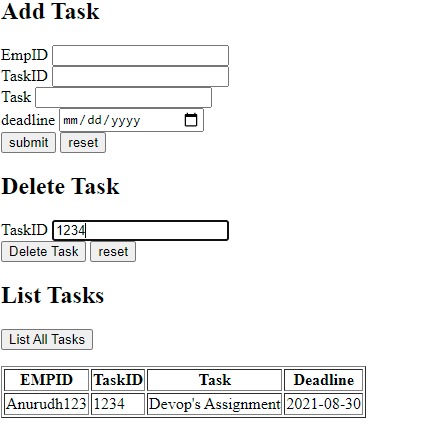 Add Task
EmpID
TaskID
Task
deadline mm/dd/yyyy
submit reset
Delete Task
TaskID 1234
Delete Task reset
List Tasks
List All Tasks
EMPID TaskID Task Deadline
Anurudh123 1234 Devop's Assignment 2021-08-30